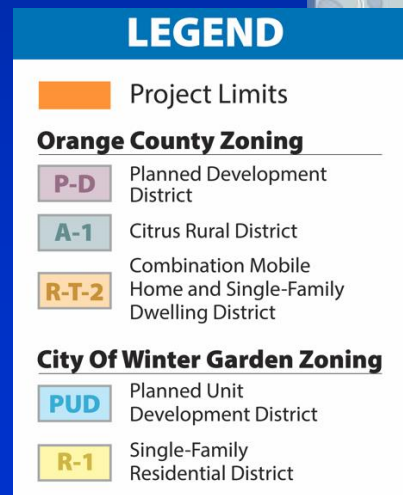 LEGEND
Project Limits
Orange County Zoning
P-D
Planned Development
District
A-1
Citrus Rural District
R-T-2
Combination Mobile
Home and Single-Family
Dwelling District
City Of Winter Garden Zoning
PUD
Planned Unit
Development District
R-1
Single-Family
Residential District